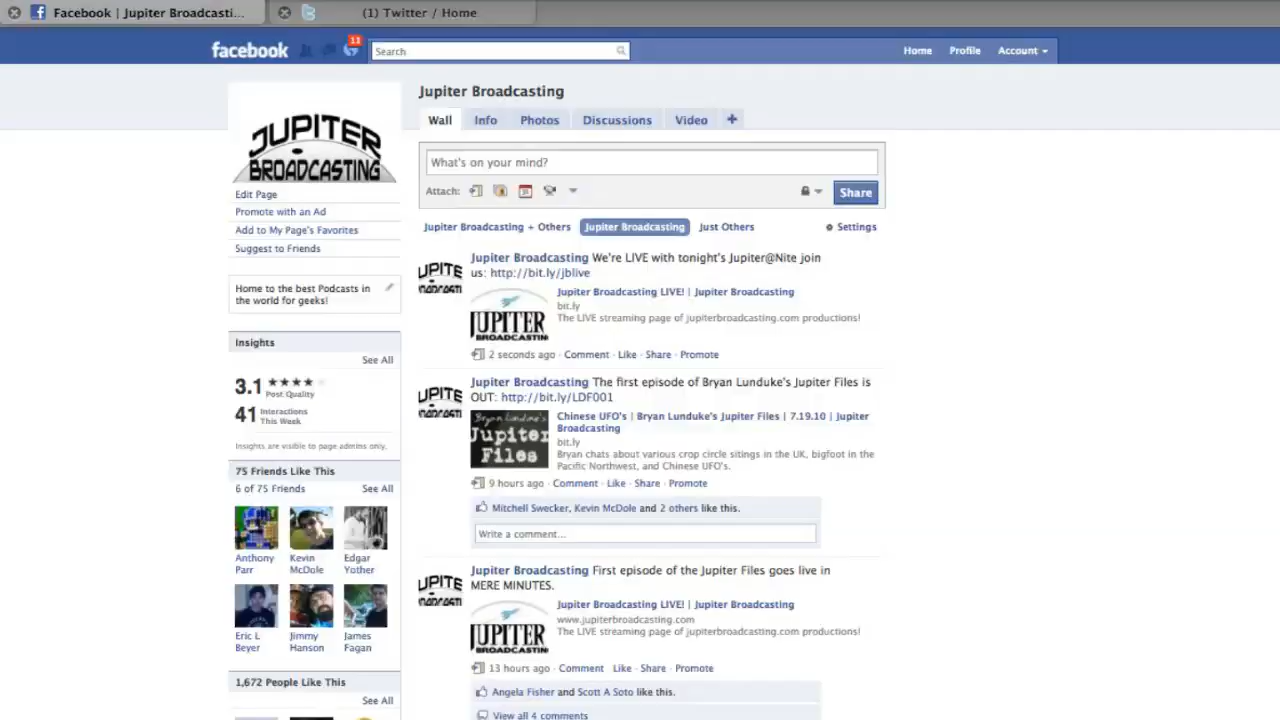 Facebook | Jupiter Broadcasti...
(1) Twitter / Home
facebook
11
Search
Home Profile Account
JUPITER BROADCASTING
Edit Page
Promote with an Ad
Add to My Page's Favorites
Suggest to Friends
Home to the best Podcasts in
the world for geeks!
Insights
See All
3.1 Post Quality
41 Interactions
This Week
Insights are visible to page admins only.
75 Friends Like This
6 of 75 Friends See All
Anthony
Parr
Kevin
McDole
Edgar
Yother
Eric L
Beyer
Jimmy
Hanson
James
Fagan
1,672 People Like This
See All
Jupiter Broadcasting
Wall Info Photos Discussions Video +
What's on your mind?
Attach: 31
Share
Jupiter Broadcasting + Others Jupiter Broadcasting Just Others Settings
UPITE
Jupiter Broadcasting We're LIVE with tonight's Jupiter@Nite join
us: http://bit.ly/jblive
JUPITER
BROADCASTIN
Jupiter Broadcasting LIVE! | Jupiter Broadcasting
bit.ly
The LIVE streaming page of jupiterbroadcasting.com productions!
2 seconds ago · Comment · Like · Share · Promote
UPITE
Jupiter Broadcasting The first episode of Bryan Lunduke's Jupiter Files is
OUT: http://bit.ly/LDF001
Bryan Lunduke's
Jupiter
Files
Chinese UFO's | Bryan Lunduke's Jupiter Files | 7.19.10 | Jupiter
Broadcasting
bit.ly
Bryan chats about various crop circle sitings in the UK, bigfoot in the
Pacific Northwest, and Chinese UFO's.
9 hours ago · Comment · Like · Share · Promote
Mitchell Swecker, Kevin McDole and 2 others like this.
Write a comment...
UPITE
Jupiter Broadcasting First episode of the Jupiter Files goes live in
MERE MINUTES.
JUPITER
BROADCASTIN
Jupiter Broadcasting LIVE! | Jupiter Broadcasting
www.jupiterbroadcasting.com
The LIVE streaming page of jupiterbroadcasting.com productions!
13 hours ago · Comment · Like · Share · Promote
Angela Fisher and Scott A Soto like this.
View all 4 comments